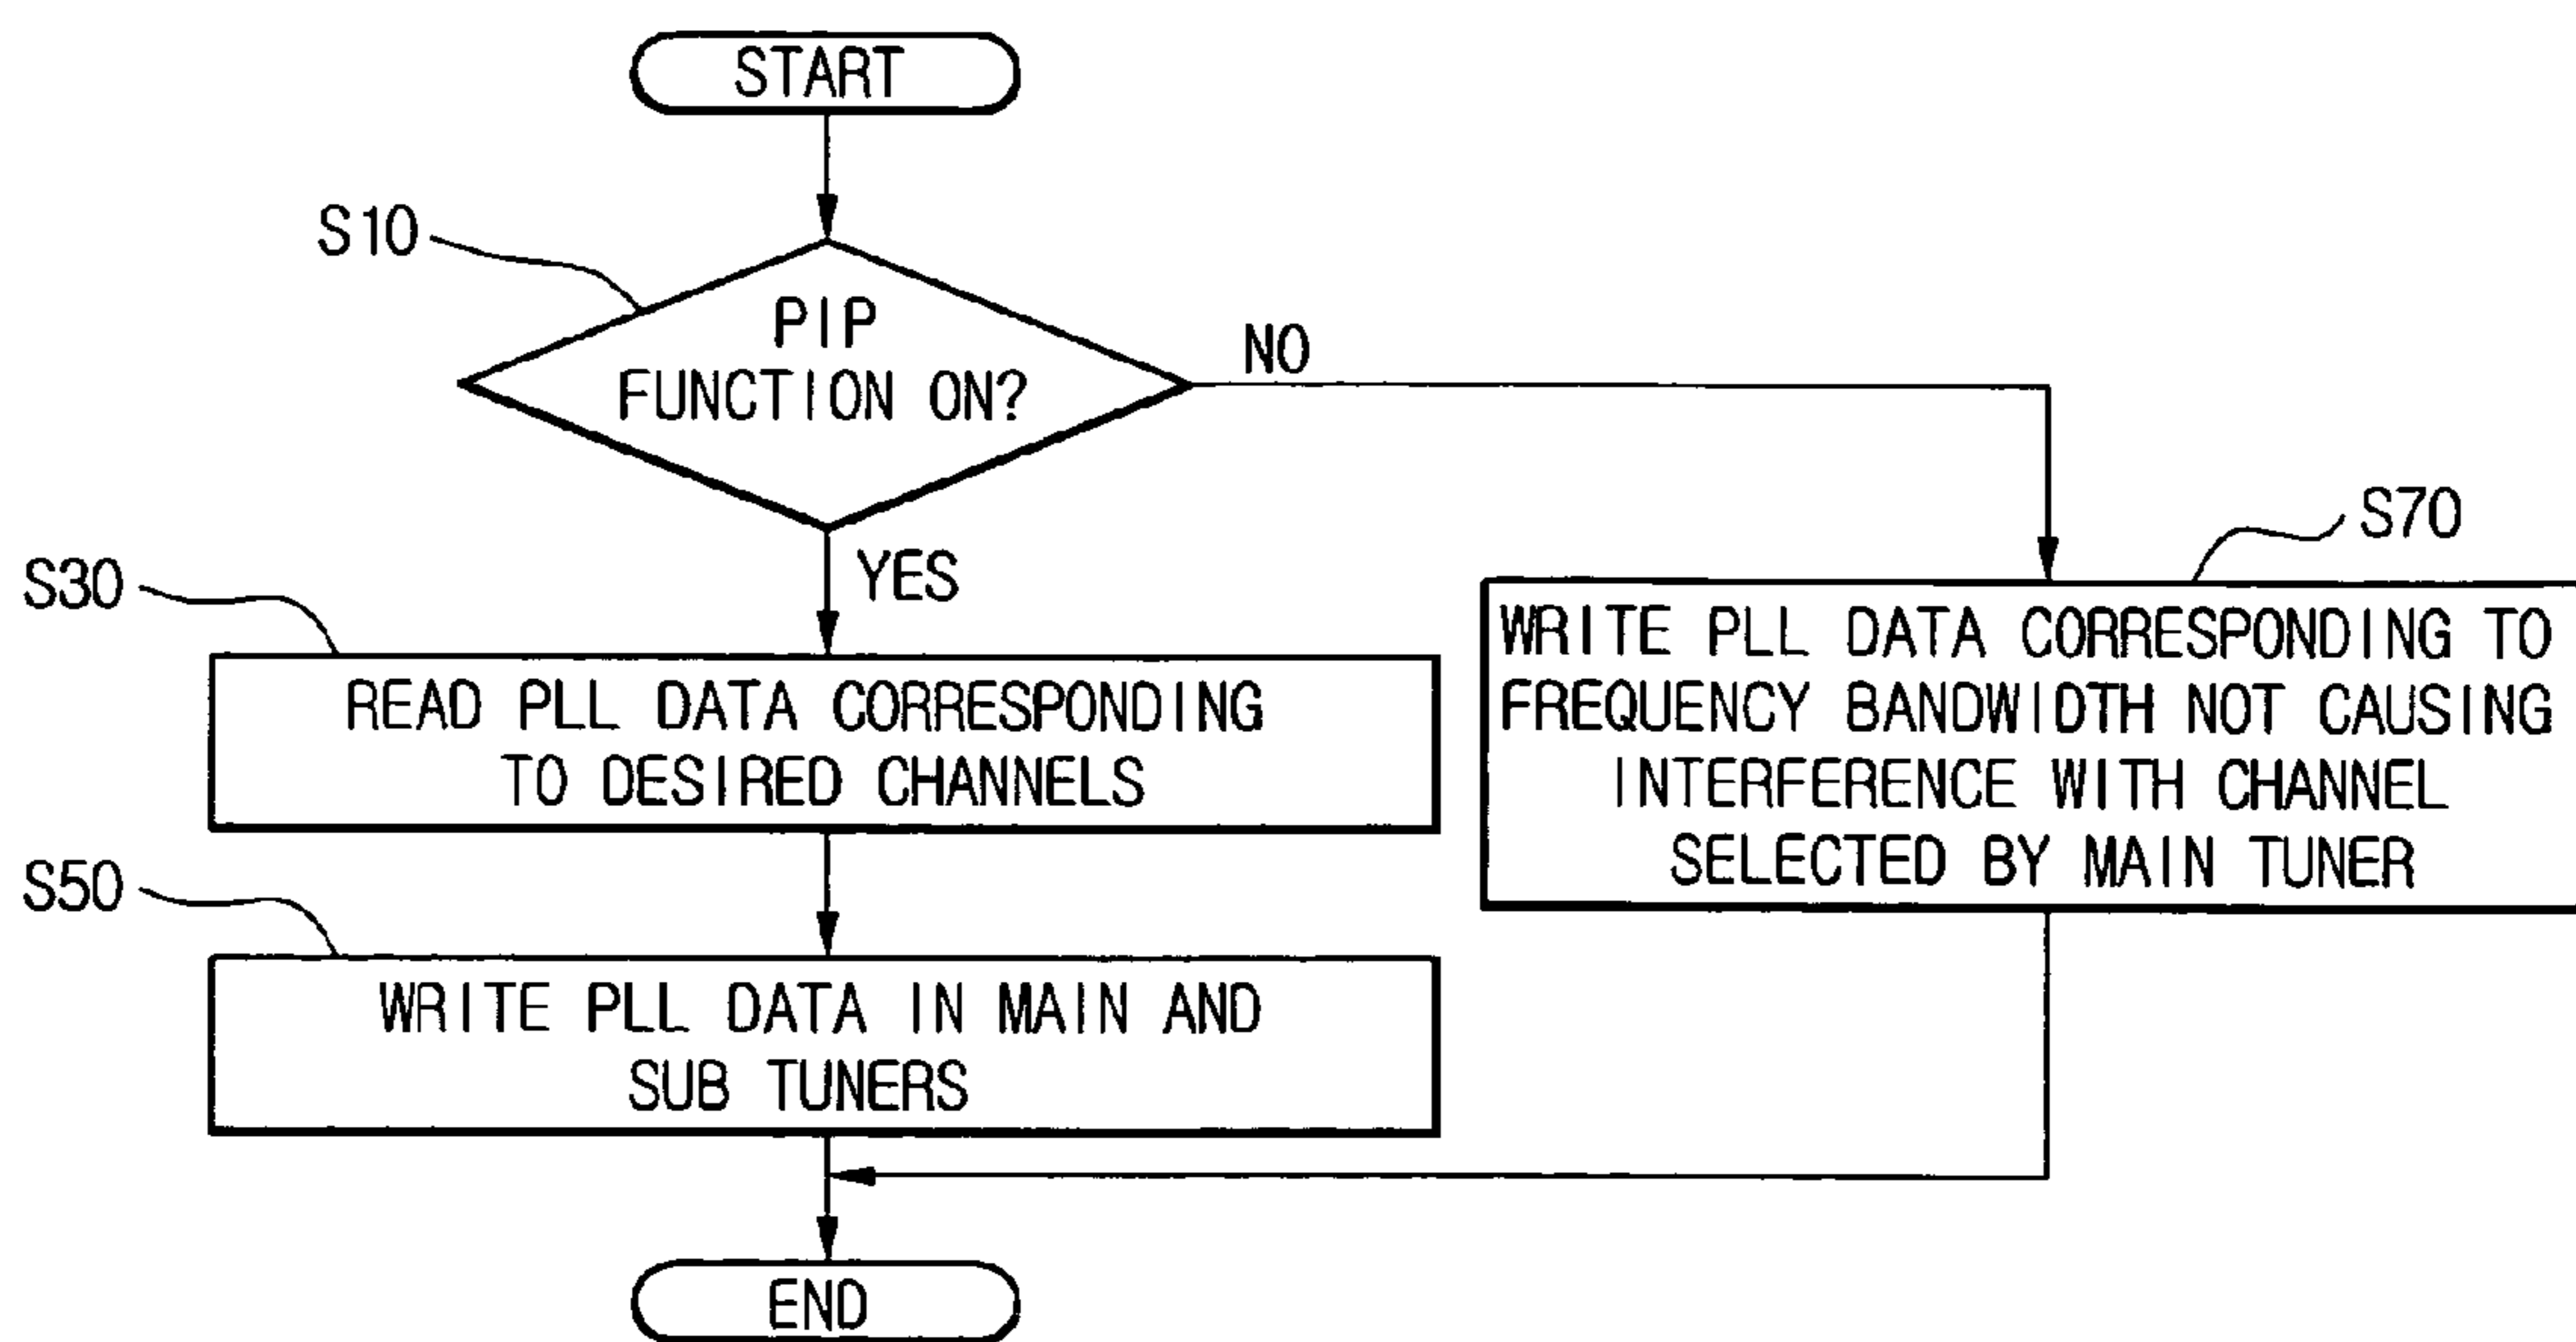 START
S10
PIP
FUNCTION ON?
NO
YES
S30
READ PLL DATA CORRESPONDING
TO DESIRED CHANNELS
S70
WRITE PLL DATA CORRESPONDING TO
FREQUENCY BANDWIDTH NOT CAUSING
INTERFERENCE WITH CHANNEL
SELECTED BY MAIN TUNER
S50
WRITE PLL DATA IN MAIN AND
SUB TUNERS
END